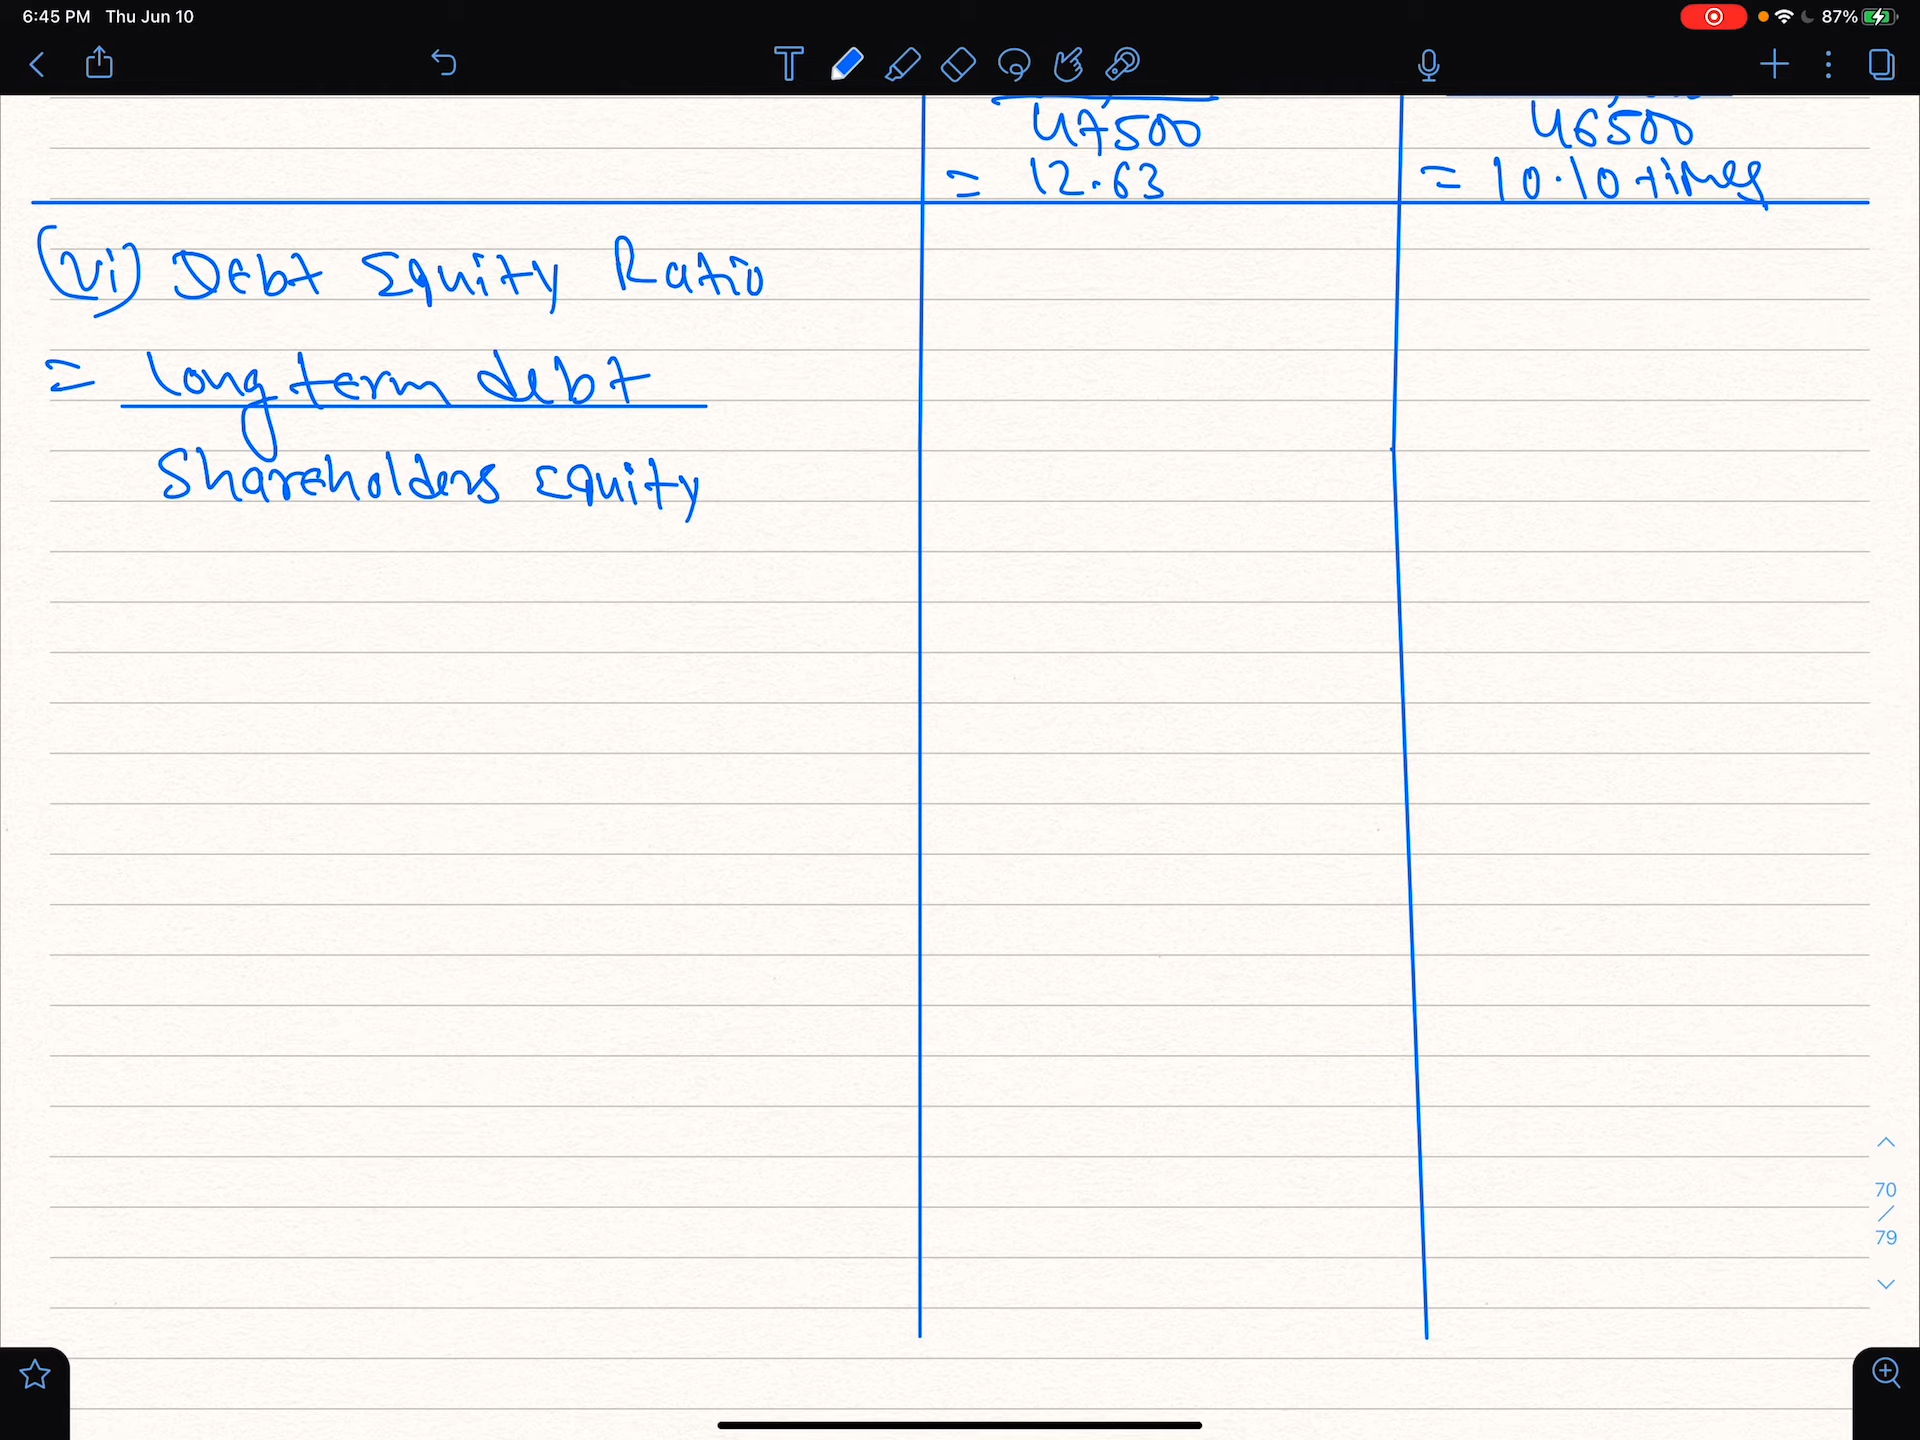 6:45 PM Thu Jun 10
87%
47500
46500
= 12.63
= 10.10 times
(vi) Debt Equity Ratio
= long term debt
Shareholders equity
70
/
79